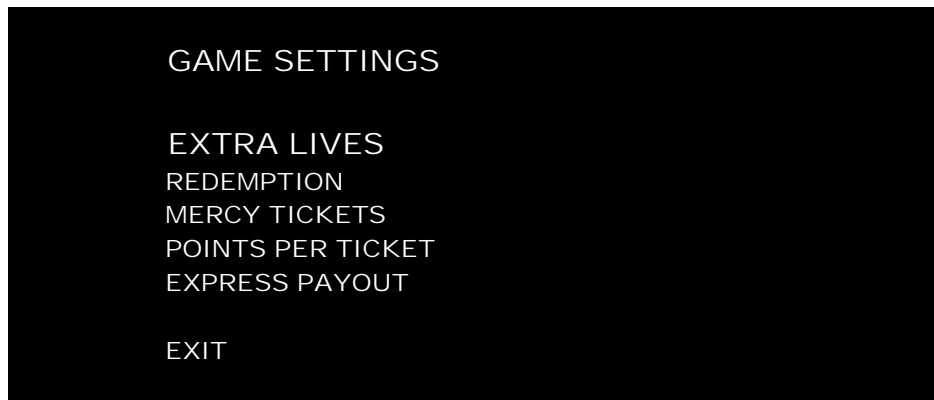 GAME SETTINGS
EXTRA LIVES
REDEMPTION
MERCY TICKETS
POINTS PER TICKET
EXPRESS PAYOUT
EXIT